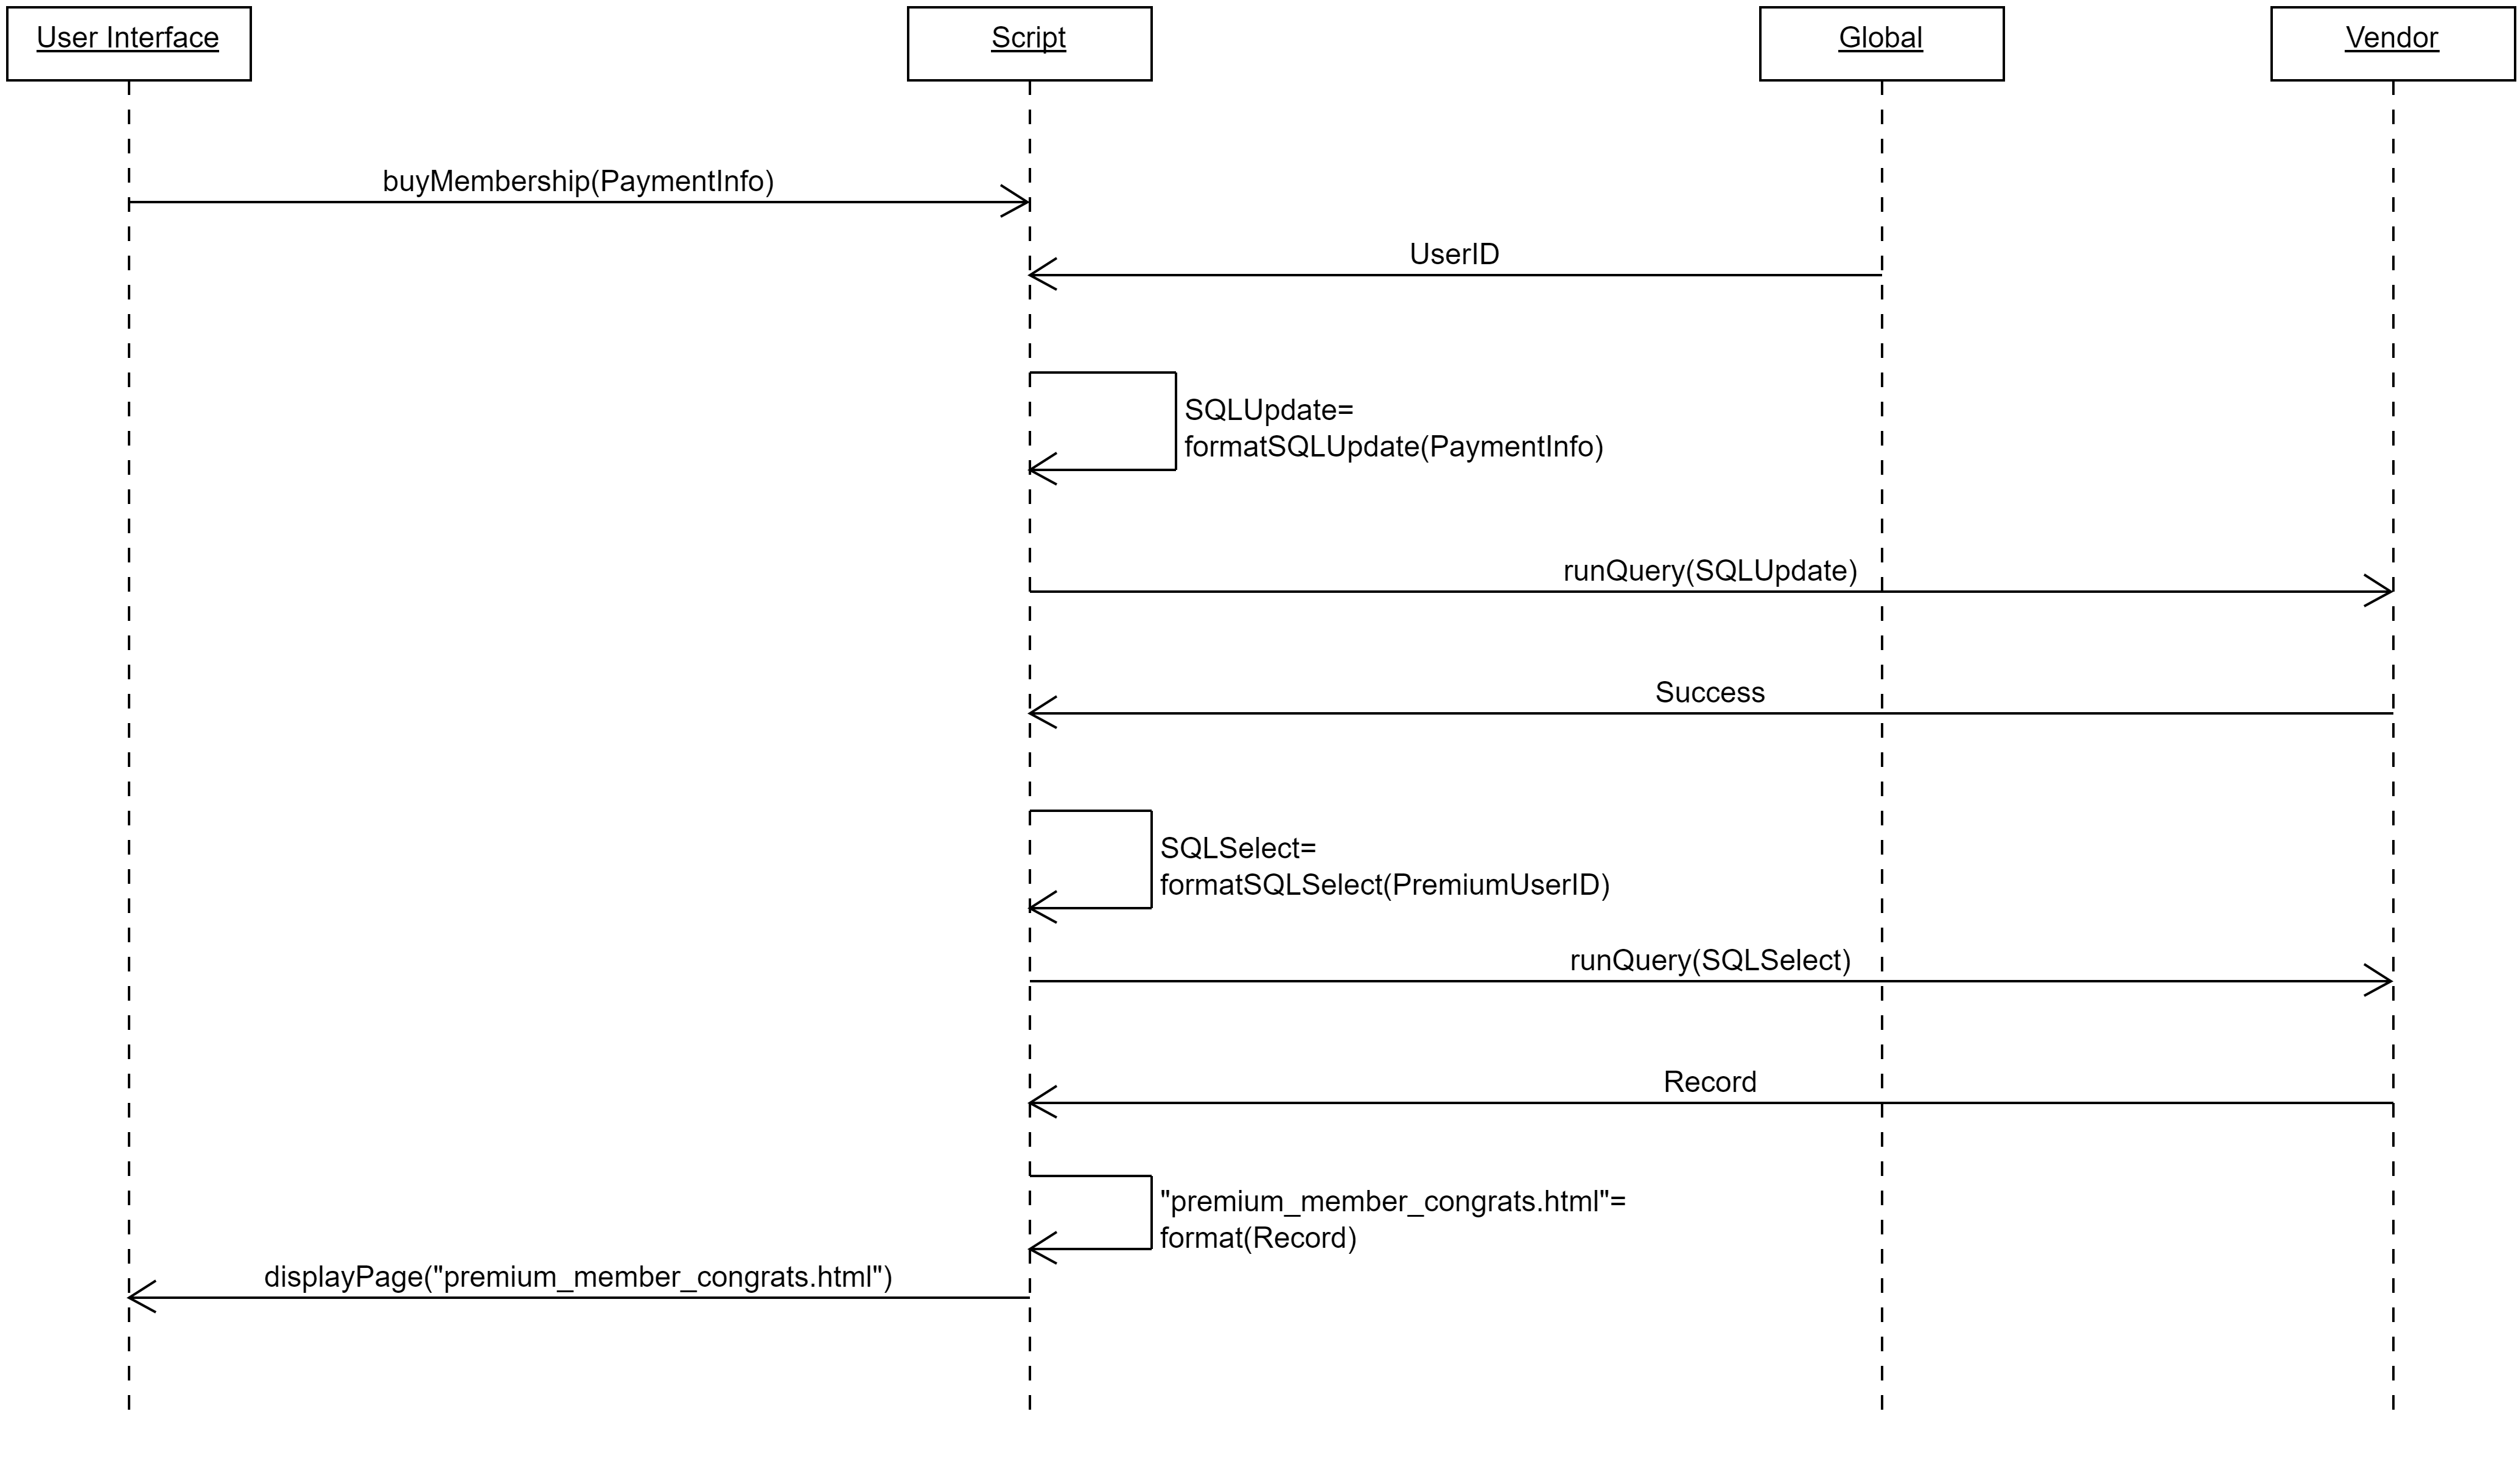 User Interface
Script
Global
Vendor
buyMembership(PaymentInfo)
UserID
SQLUpdate=
formatSQLUpdate(PaymentInfo)
runQuery(SQLUpdate)
Success
SQLSelect=
formatSQLSelect(PremiumUserID)
runQuery(SQLSelect)
Record
"premium_member_congrats.html"=
format(Record)
displayPage("premium_member_congrats.html")